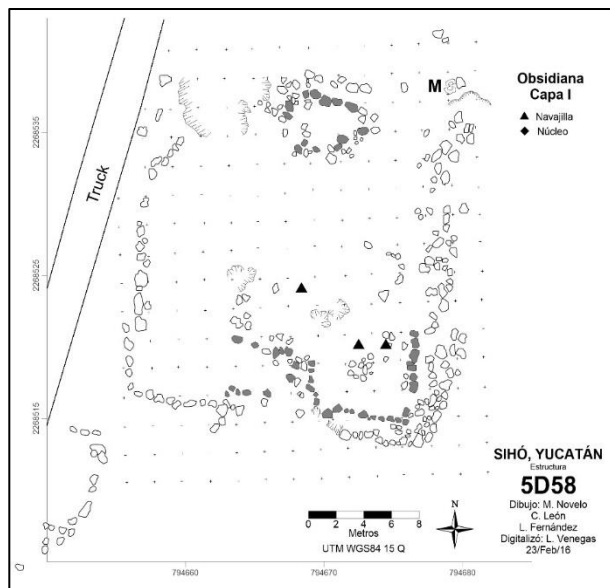 M
Obsidiana
Capa I
▲ Navajilla
◆ Núcleo
2268535
Truck
2268525
2268515
SIHÓ, YUCATÁN
Estructura
5D58
Dibujo: M. Novelo
C. León
L. Fernández
Digitalizó: L. Venegas
23/Feb/16
N
0 2 4 6 8
Metros
UTM WGS84 15 Q
794660 794670 794680